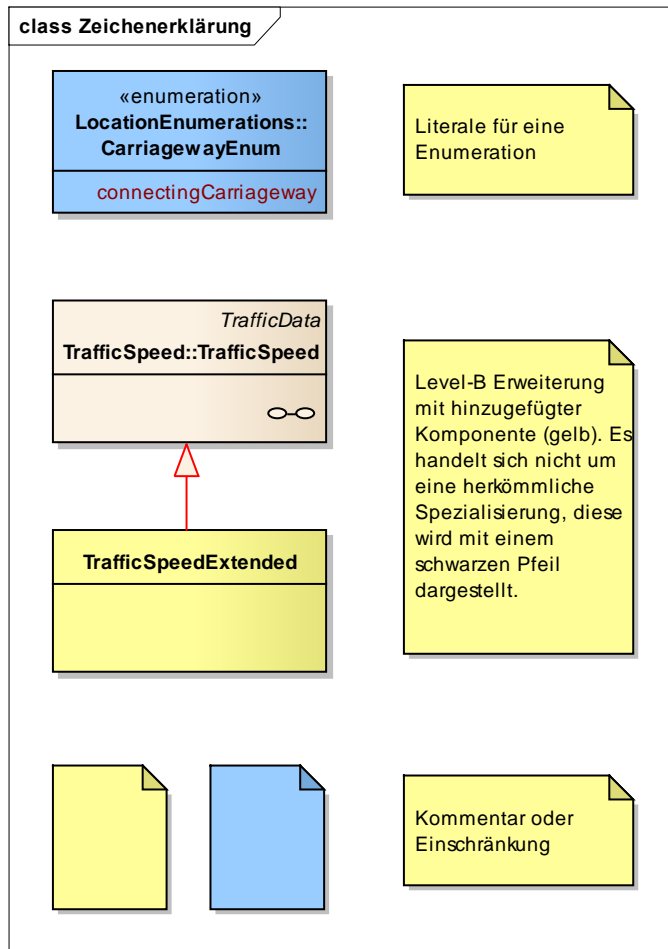 class Zeichenerklärung
«enumeration»
LocationEnumerations::
CarriagewayEnum
connectingCarriageway
Literale für eine
Enumeration
TrafficData
TrafficSpeed::TrafficSpeed
TrafficSpeedExtended
Level-B Erweiterung
mit hinzugefügter
Komponente (gelb). Es
handelt sich nicht um
eine herkömmliche
Spezialisierung, diese
wird mit einem
schwarzen Pfeil
dargestellt.
Kommentar oder
Einschränkung